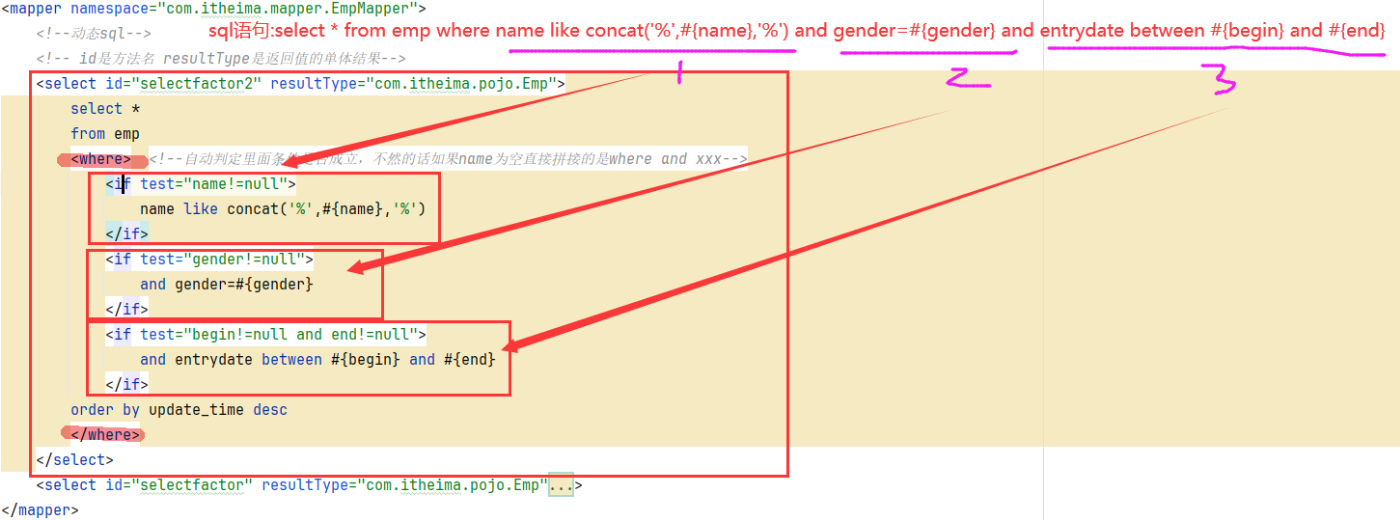 <mapper namespace="com.itheima.mapper.EmpMapper">
<!--动态sql-->
sql语句:select * from emp where name like concat('%',#{name},'%') and gender=#{gender} and entrydate between #{begin} and #{end}
<!-- id是方法名 resultType是返回值的单体结果-->
1 2 3
<select id="selectfactor2" resultType="com.itheima.pojo.Emp">
select *
from emp
<where> <!--自动判定里面条件是否成立，不然的话如果name为空直接拼接的是where and xxx-->
<if test="name!=null">
name like concat('%',#{name},'%')
</if>
<if test="gender!=null">
and gender=#{gender}
</if>
<if test="begin!=null and end!=null">
and entrydate between #{begin} and #{end}
</if>
order by update_time desc
</where>
</select>
<select id="selectfactor" resultType="com.itheima.pojo.Emp"...>
</mapper>